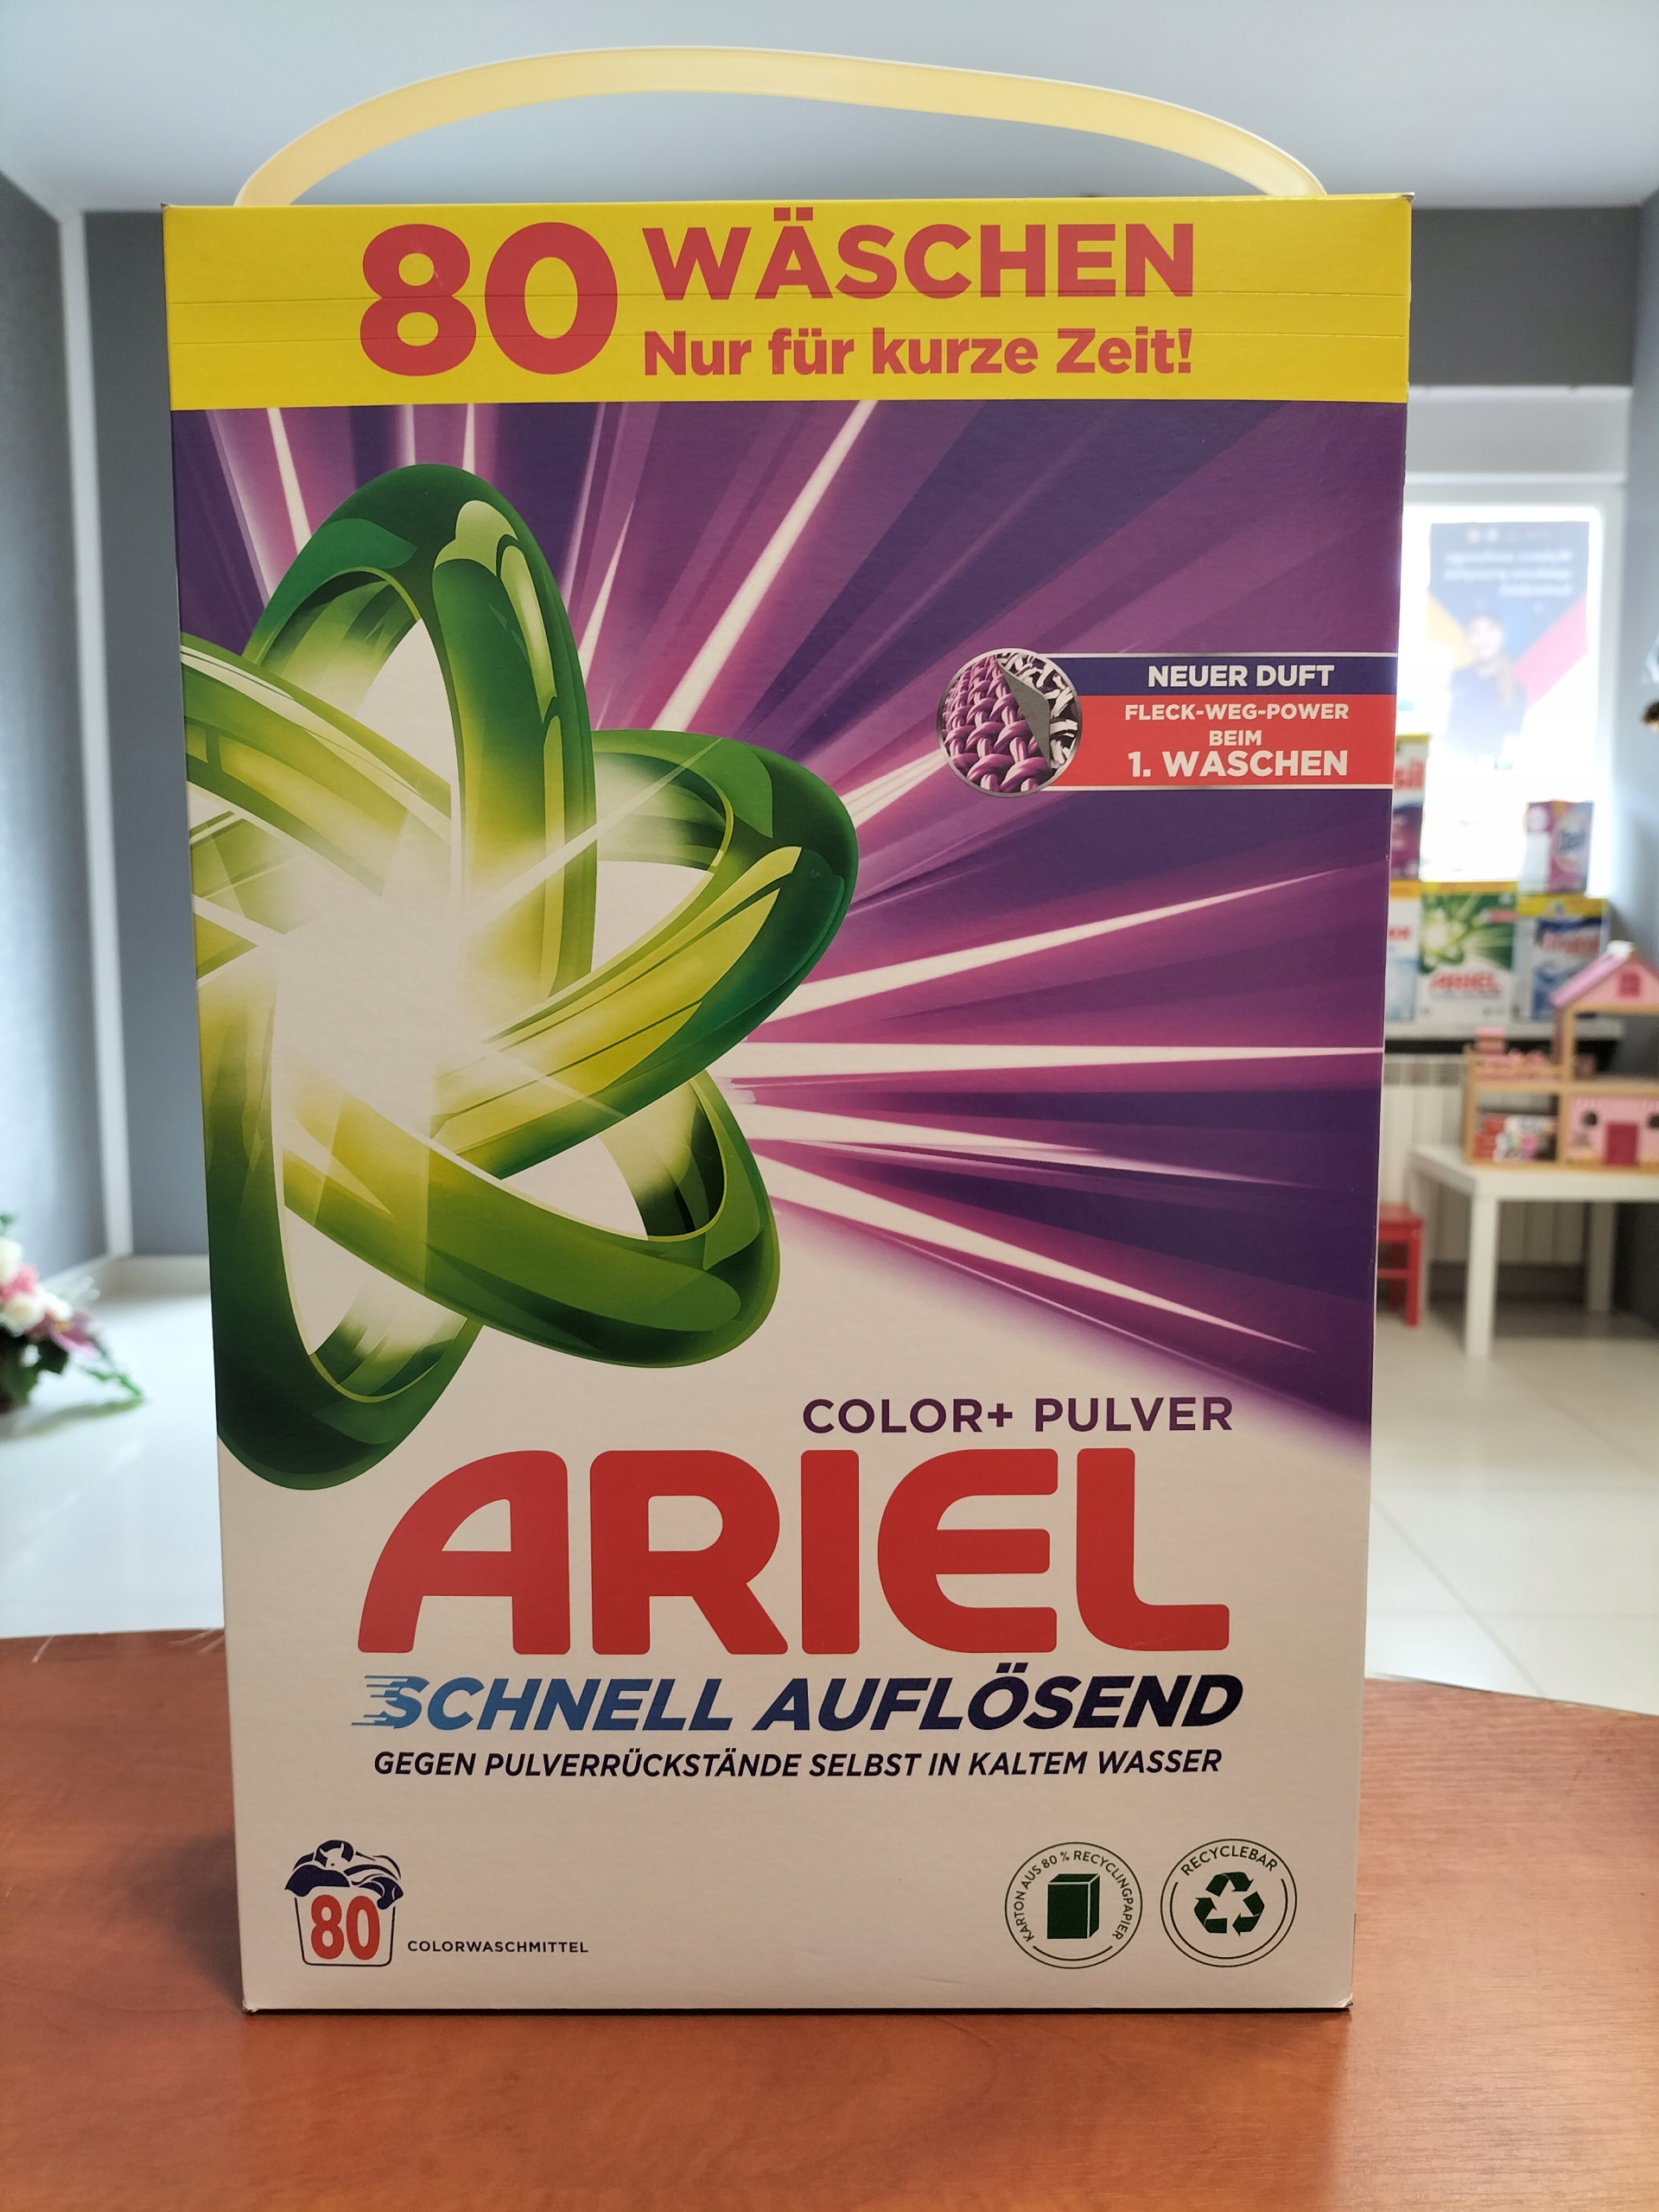 80 WÄSCHEN
Nur für kurze Zeit!
NEUER DUFT
FLECK-WEG-POWER
BEIM
1. WASCHEN
COLOR+ PULVER
ARIEL
SCHNELL AUFLÖSEND
GEGEN PULVERRÜCKSTÄNDE SELBST IN KALTEM WASSER
80
COLORWASCHMITTEL
KARTON AUS 80% RECYCLINGPAPIER
RECYCLEBAR
ARIEL